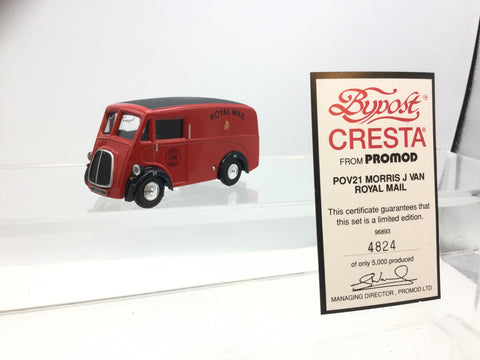 ROYAL MAIL
Bypost
CRESTA®
FROM PROMOD
POV21 MORRIS J VAN
ROYAL MAIL
This certificate guarantees that
this set is a limited edition.
96893
4824
of only 5,000 produced
MANAGING DIRECTOR, PROMOD LTD